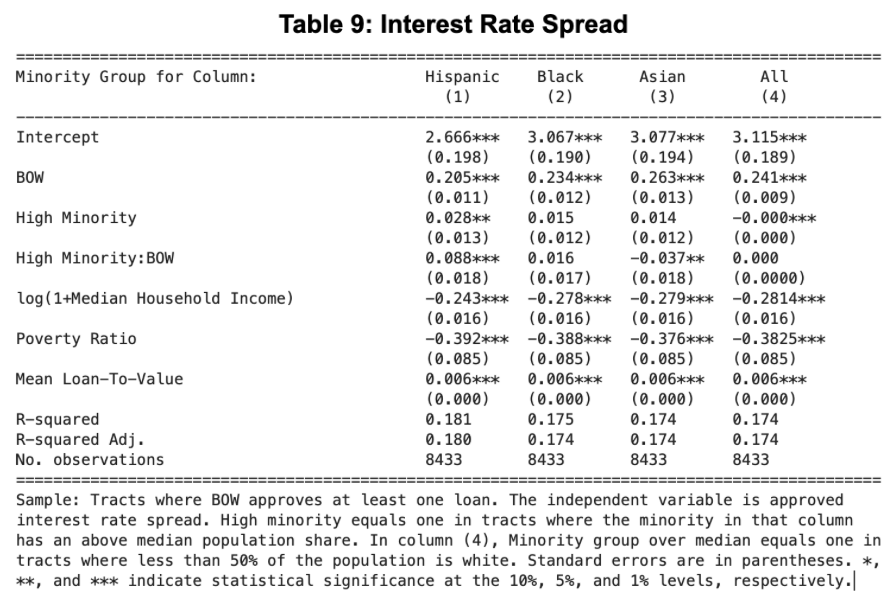 Table 9: Interest Rate Spread
Minority Group for Column: Hispanic Black Asian All
(1) (2) (3) (4)
Intercept 2.666*** 3.067*** 3.077*** 3.115***
(0.198) (0.190) (0.194) (0.189)
BOW 0.205*** 0.234*** 0.263*** 0.241***
(0.011) (0.012) (0.013) (0.009)
High Minority 0.028** 0.015 0.014 -0.000***
(0.013) (0.012) (0.012) (0.000)
High Minority:BOW 0.088*** 0.016 -0.037** 0.000
(0.018) (0.017) (0.018) (0.0000)
log(1+Median Household Income) -0.243*** -0.278*** -0.279*** -0.2814***
(0.016) (0.016) (0.016) (0.016)
Poverty Ratio -0.392*** -0.388*** -0.376*** -0.3825***
(0.085) (0.085) (0.085) (0.085)
Mean Loan-To-Value 0.006*** 0.006*** 0.006*** 0.006***
(0.000) (0.000) (0.000) (0.000)
R-squared 0.181 0.175 0.174 0.174
R-squared Adj. 0.180 0.174 0.174 0.174
No. observations 8433 8433 8433 8433
Sample: Tracts where BOW approves at least one loan. The independent variable is approved
interest rate spread. High minority equals one in tracts where the minority in that column
has an above median population share. In column (4), Minority group over median equals one in
tracts where less than 50% of the population is white. Standard errors are in parentheses. *,
**, and *** indicate statistical significance at the 10%, 5%, and 1% levels, respectively.